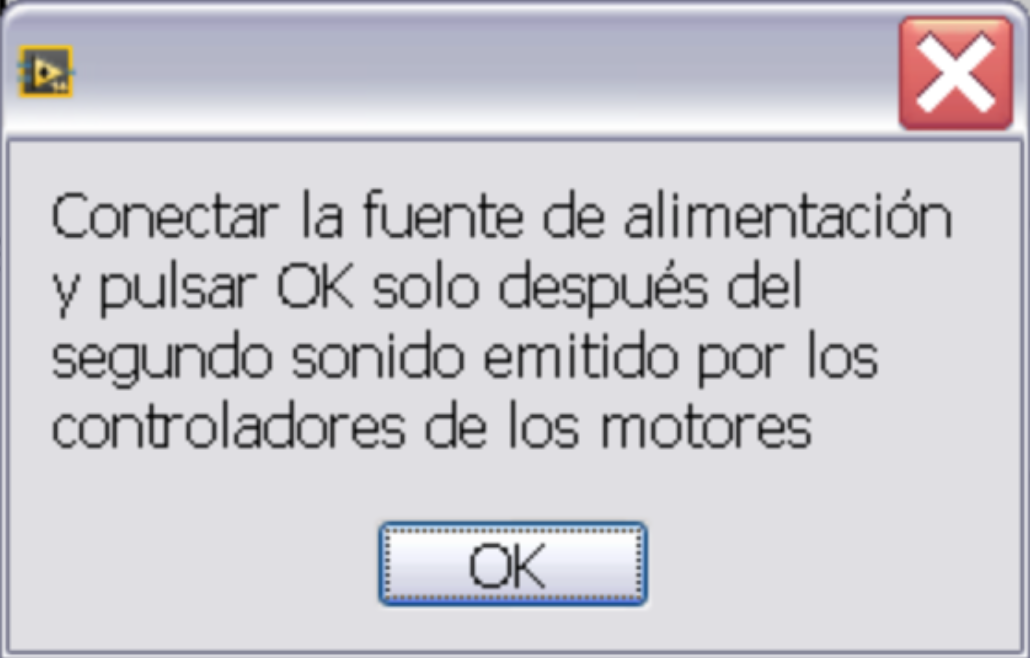 Conectar la fuente de alimentación
y pulsar OK solo después del
segundo sonido emitido por los
controladores de los motores
OK